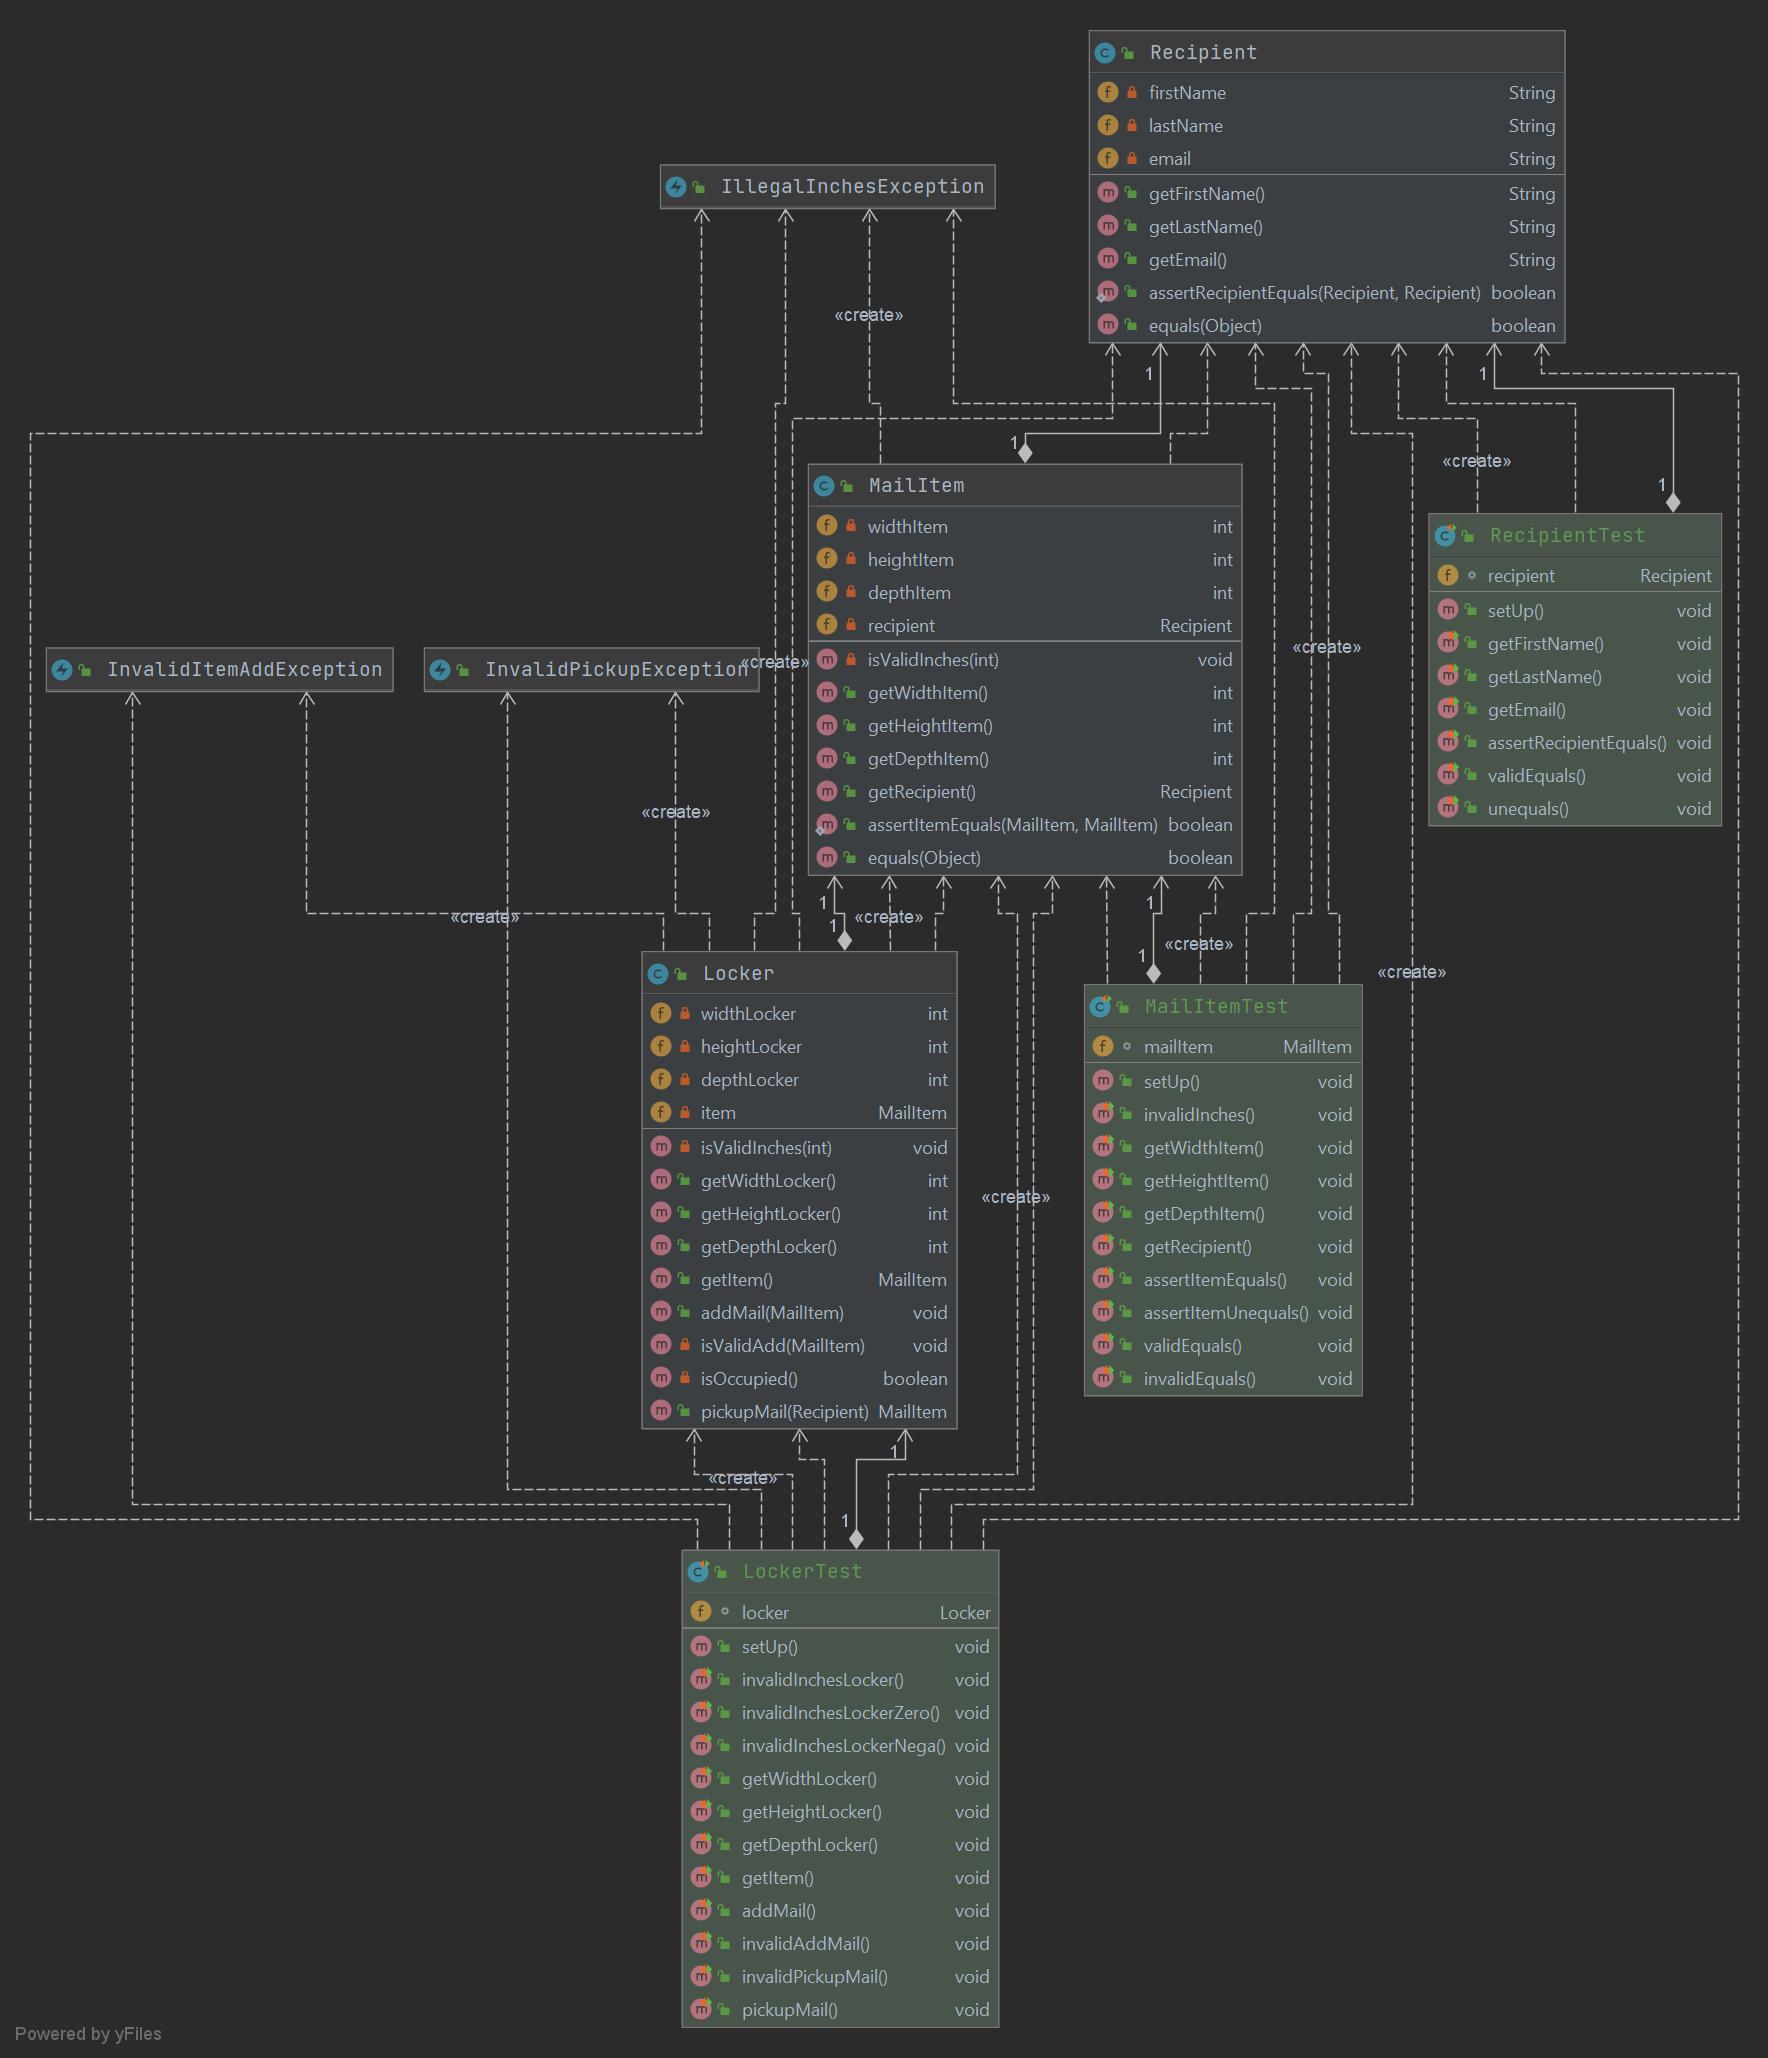 Recipient
firstName String
lastName String
email String
getFirstName() String
getLastName() String
getEmail() String
assertRecipientEquals(Recipient, Recipient) boolean
equals(Object) boolean
IllegalInchesException
«create»
1
1
1
1
«create»
MailItem
widthItem int
heightItem int
depthItem int
recipient Recipient
isValidInches(int) void
getWidthItem() int
getHeightItem() int
getDepthItem() int
getRecipient() Recipient
assertItemEquals(MailItem, MailItem) boolean
equals(Object) boolean
RecipientTest
recipient Recipient
setUp() void
getFirstName() void
getLastName() void
getEmail() void
assertRecipientEquals() void
validEquals() void
unequals() void
«create»
InvalidItemAddException
InvalidPickupException
«create»
«create»
«create»
1
1
«create»
1
1
«create»
«create»
Locker
widthLocker int
heightLocker int
depthLocker int
item MailItem
isValidInches(int) void
getWidthLocker() int
getHeightLocker() int
getDepthLocker() int
getItem() MailItem
addMail(MailItem) void
isValidAdd(MailItem) void
isOccupied() boolean
pickupMail(Recipient) MailItem
MailItemTest
mailItem MailItem
setUp() void
invalidInches() void
getWidthItem() void
getHeightItem() void
getDepthItem() void
getRecipient() void
assertItemEquals() void
assertItemUnequals() void
validEquals() void
invalidEquals() void
«create»
1
«create»
1
LockerTest
locker Locker
setUp() void
invalidInchesLocker() void
invalidInchesLockerZero() void
invalidInchesLockerNega() void
getWidthLocker() void
getHeightLocker() void
getDepthLocker() void
getItem() void
addMail() void
invalidAddMail() void
invalidPickupMail() void
pickupMail() void
Powered by yFiles